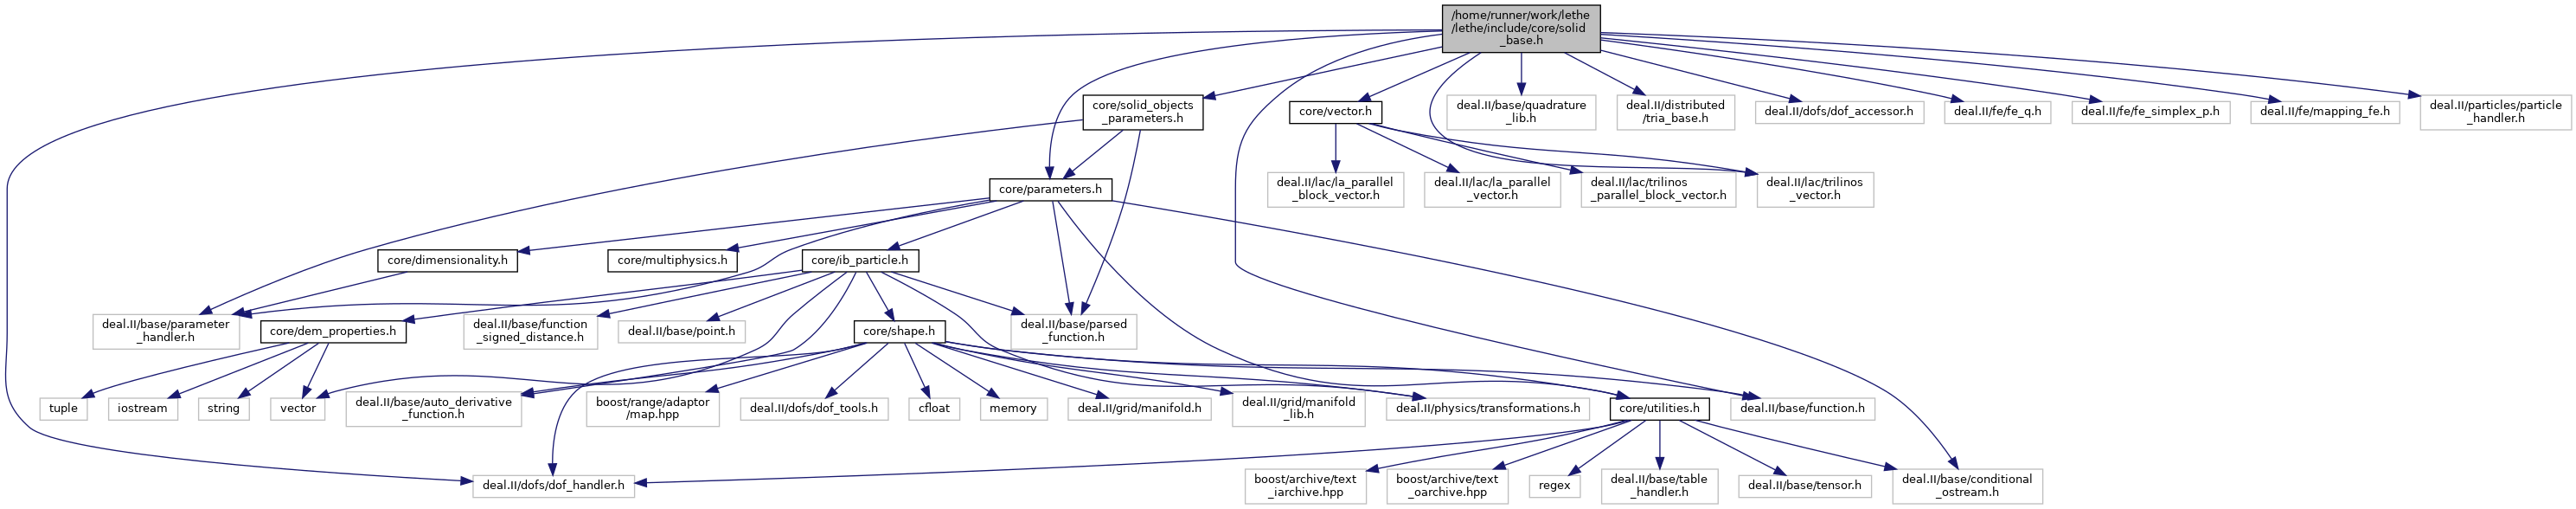 /home/runner/work/lethe
/lethe/include/core/solid
_base.h
core/solid_objects
_parameters.h
core/vector.h
deal.II/base/quadrature
_lib.h
deal.II/distributed
/tria_base.h
deal.II/dofs/dof_accessor.h
deal.II/fe/fe_q.h
deal.II/fe/fe_simplex_p.h
deal.II/fe/mapping_fe.h
deal.II/particles/particle
_handler.h
core/parameters.h
deal.II/lac/la_parallel
_block_vector.h
deal.II/lac/la_parallel
_vector.h
deal.II/lac/trilinos
_parallel_block_vector.h
deal.II/lac/trilinos
_vector.h
core/dimensionality.h
core/multiphysics.h
core/ib_particle.h
deal.II/base/parameter
_handler.h
core/dem_properties.h
deal.II/base/function
_signed_distance.h
deal.II/base/point.h
core/shape.h
deal.II/base/parsed
_function.h
tuple
iostream
string
vector
deal.II/base/auto_derivative
_function.h
boost/range/adaptor
/map.hpp
deal.II/dofs/dof_tools.h
cfloat
memory
deal.II/grid/manifold.h
deal.II/grid/manifold
_lib.h
deal.II/physics/transformations.h
core/utilities.h
deal.II/base/function.h
deal.II/dofs/dof_handler.h
boost/archive/text
_iarchive.hpp
boost/archive/text
_oarchive.hpp
regex
deal.II/base/table
_handler.h
deal.II/base/tensor.h
deal.II/base/conditional
_ostream.h